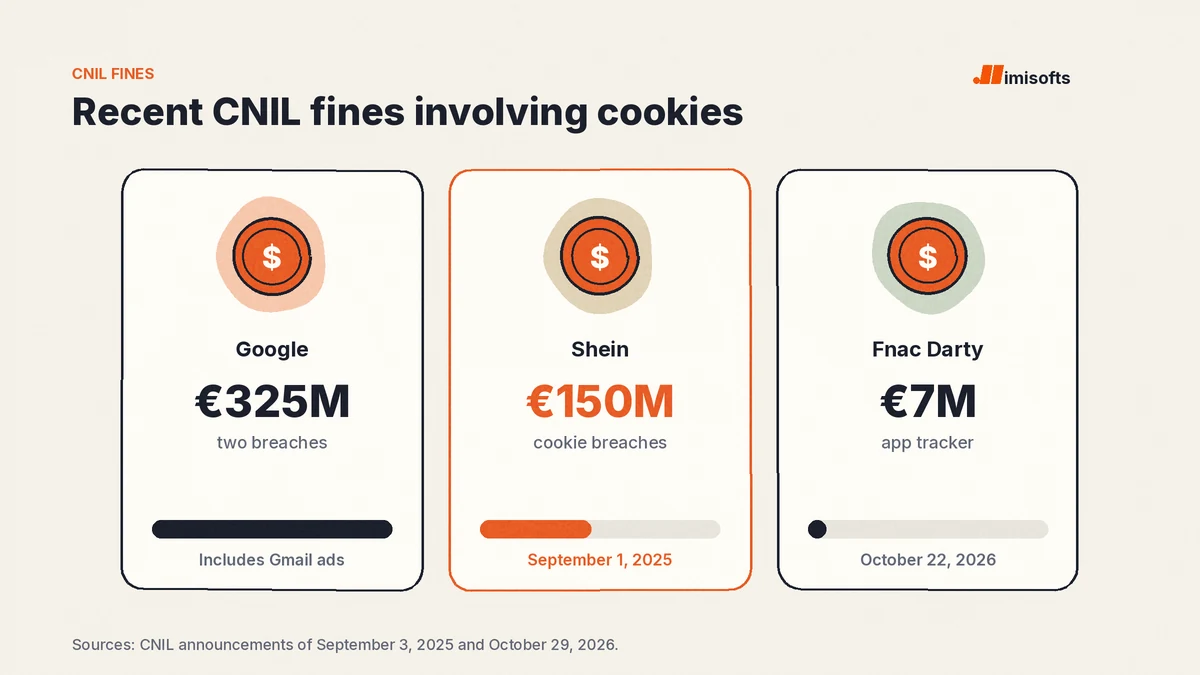 CNIL FINES
imisofts
Recent CNIL fines involving cookies
$
Google
€325M
two breaches
Includes Gmail ads
$
Shein
€150M
cookie breaches
September 1, 2025
$
Fnac Darty
€7M
app tracker
October 22, 2026
Sources: CNIL announcements of September 3, 2025 and October 29, 2026.